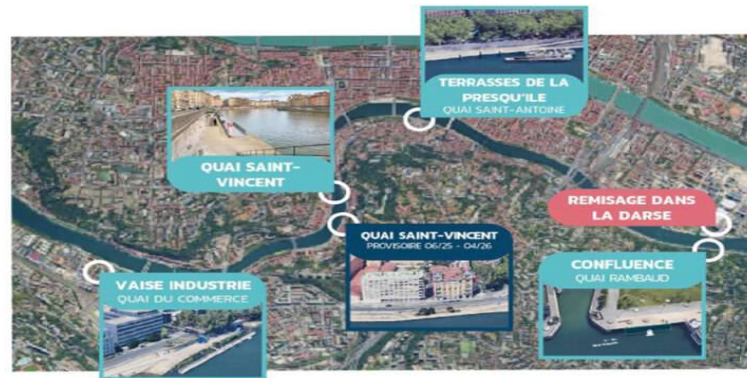 TERRASSES DE LA
PRESQU'ILE
QUAI SAINT-ANTOINE
QUAI SAINT-
VINCENT
REMISAGE DANS
LA DARSE
QUAI SAINT-VINCENT
PROVISOIRE 06/25 - 04/26
CONFLUENCE
QUAI RAMBAUD
VAISE INDUSTRIE
QUAI DU COMMERCE